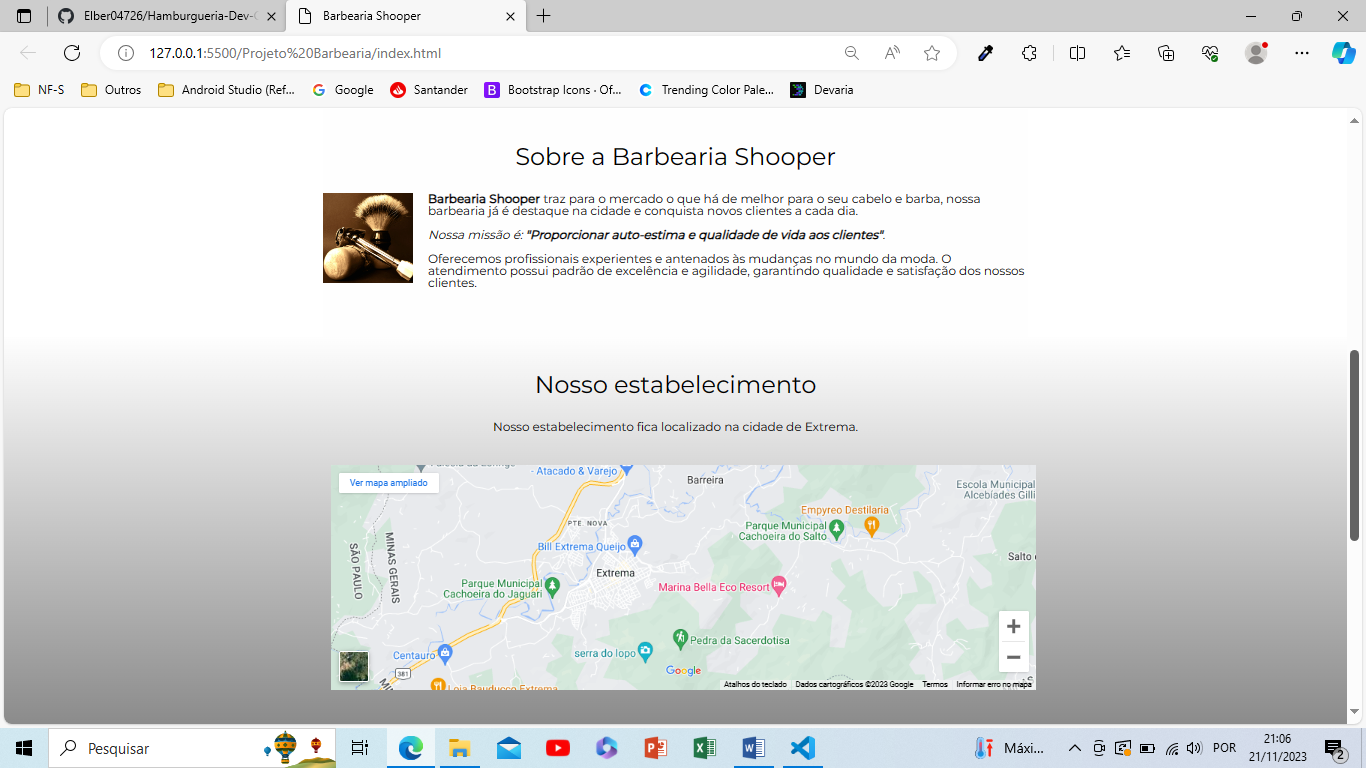 Elber04726/Hamburgueria-Dev-
Barbearia Shooper
127.0.0.1:5500/Projeto%20Barbearia/index.html
NF-S
Outros
Android Studio (Ref...
Google
Santander
Bootstrap Icons · Of...
Trending Color Pale...
Devaria
Sobre a Barbearia Shooper
Barbearia Shooper traz para o mercado o que há de melhor para o seu cabelo e barba, nossa
barbearia já é destaque na cidade e conquista novos clientes a cada dia.
Nossa missão é: "Proporcionar auto-estima e qualidade de vida aos clientes".
Oferecemos profissionais experientes e antenados às mudanças no mundo da moda. O
atendimento possui padrão de excelência e agilidade, garantindo qualidade e satisfação dos nossos
clientes.
Nosso estabelecimento
Nosso estabelecimento fica localizado na cidade de Extrema.
Atacado & Varejo
Ver mapa ampliado
Barreira
Escola Municipal
Alcebíades Gilli
Empyreo Destilaria
PTE. NOVA
Parque Municipal
Cachoeira do Salto
SÃO PAULO
MINAS GERAIS
Bill Extrema Queijo
Salto
Extrema
Parque Municipal
Cachoeira do Jaguari
Marina Bella Eco Resort
Pedra da Sacerdotisa
serra do lopo
Centauro
381
Google
Loja Bauducco Extrema
Atalhos do teclado
Dados cartográficos ©2023 Google
Termos
Informar erro no mapa
Pesquisar
Máxi...
POR
21:06
21/11/2023
2